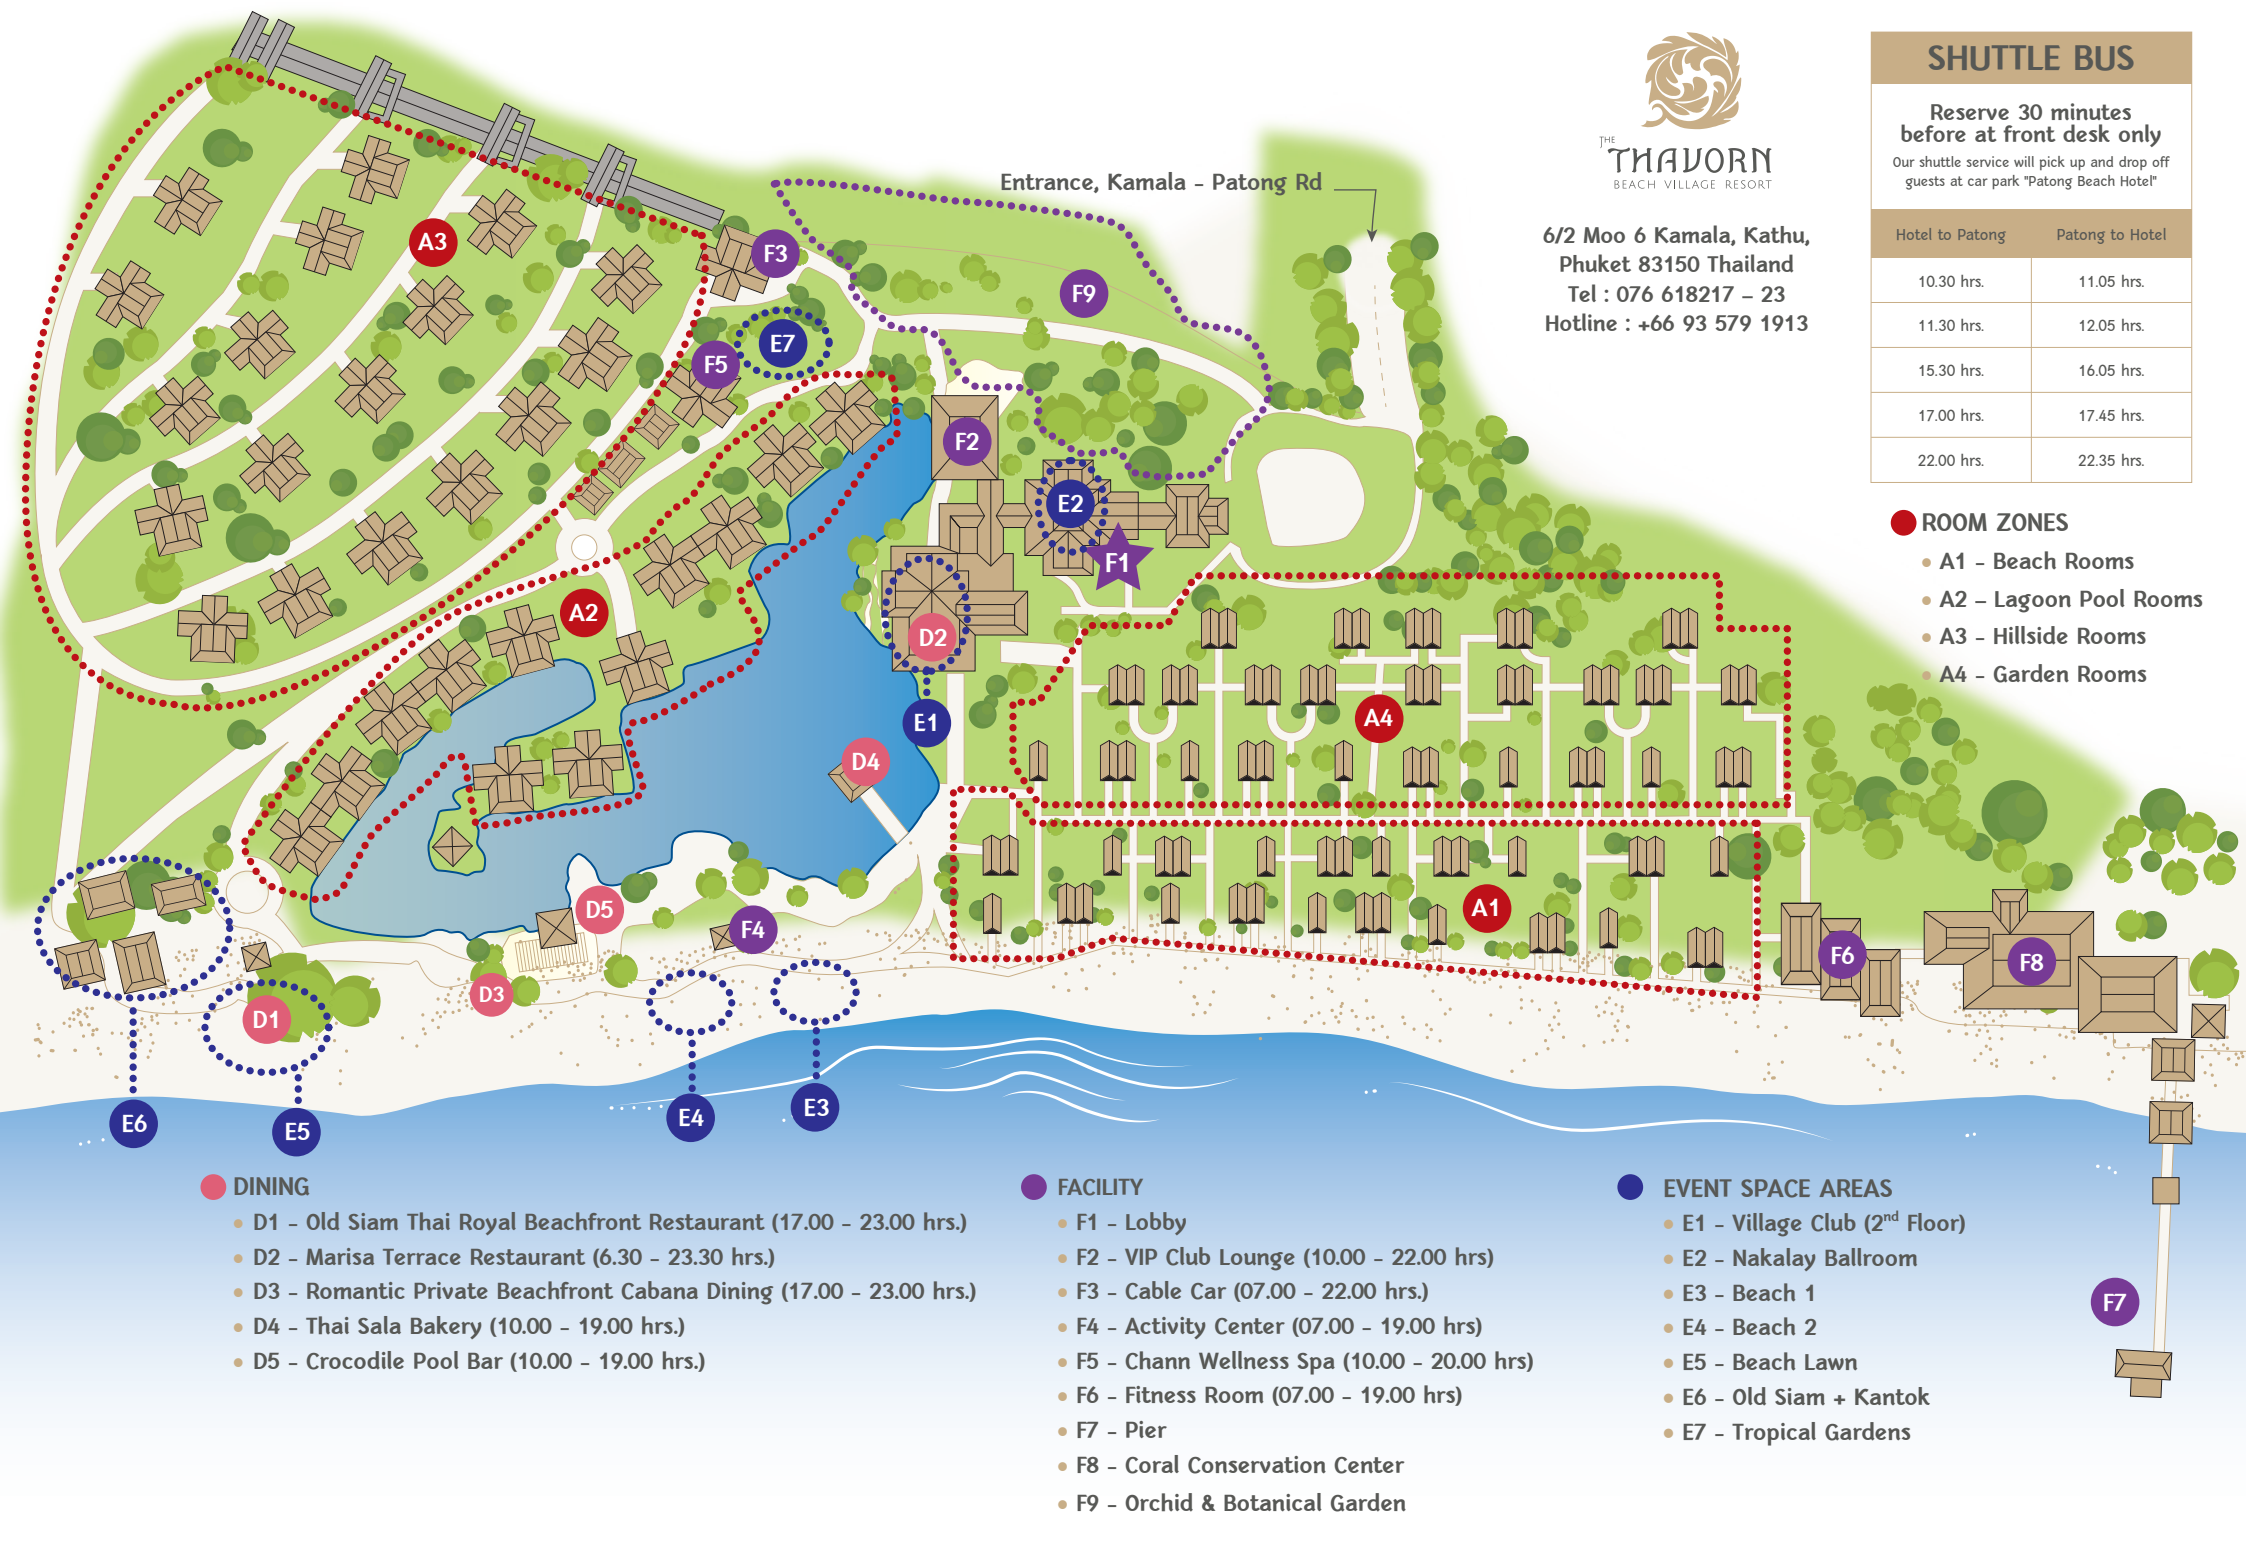 Entrance, Kamala - Patong Rd
THE
THAVORN
BEACH VILLAGE RESORT
6/2 Moo 6 Kamala, Kathu,
Phuket 83150 Thailand
Tel : 076 618217 – 23
Hotline : +66 93 579 1913
SHUTTLE BUS
Reserve 30 minutes
before at front desk only
Our shuttle service will pick up and drop off
guests at car park "Patong Beach Hotel"
Hotel to Patong Patong to Hotel
10.30 hrs. 11.05 hrs.
11.30 hrs. 12.05 hrs.
15.30 hrs. 16.05 hrs.
17.00 hrs. 17.45 hrs.
22.00 hrs. 22.35 hrs.
ROOM ZONES
A1 - Beach Rooms
A2 – Lagoon Pool Rooms
A3 - Hillside Rooms
A4 - Garden Rooms
A3
F3
F9
E7
F5
F2
E2
F1
A2
D2
E1
A4
D4
D5
F4
A1
D3
D1
F6
F8
E6
E5
E4
E3
F7
DINING
D1 - Old Siam Thai Royal Beachfront Restaurant (17.00 - 23.00 hrs.)
D2 - Marisa Terrace Restaurant (6.30 - 23.30 hrs.)
D3 - Romantic Private Beachfront Cabana Dining (17.00 - 23.00 hrs.)
D4 - Thai Sala Bakery (10.00 - 19.00 hrs.)
D5 - Crocodile Pool Bar (10.00 - 19.00 hrs.)
FACILITY
F1 - Lobby
F2 - VIP Club Lounge (10.00 - 22.00 hrs)
F3 - Cable Car (07.00 - 22.00 hrs.)
F4 - Activity Center (07.00 - 19.00 hrs)
F5 - Chann Wellness Spa (10.00 - 20.00 hrs)
F6 - Fitness Room (07.00 - 19.00 hrs)
F7 - Pier
F8 - Coral Conservation Center
F9 - Orchid & Botanical Garden
EVENT SPACE AREAS
E1 - Village Club (2nd Floor)
E2 - Nakalay Ballroom
E3 - Beach 1
E4 - Beach 2
E5 - Beach Lawn
E6 - Old Siam + Kantok
E7 - Tropical Gardens